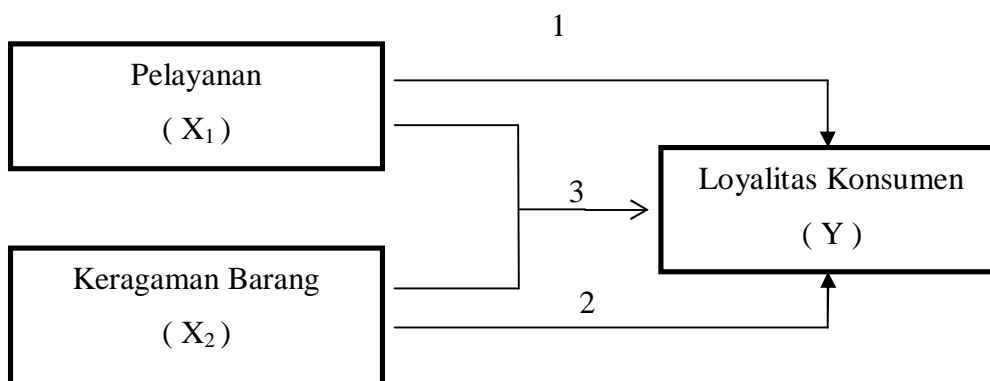 1
Pelayanan
( X₁ )
Loyalitas Konsumen
( Y )
3
Keragaman Barang
( X₂ )
2